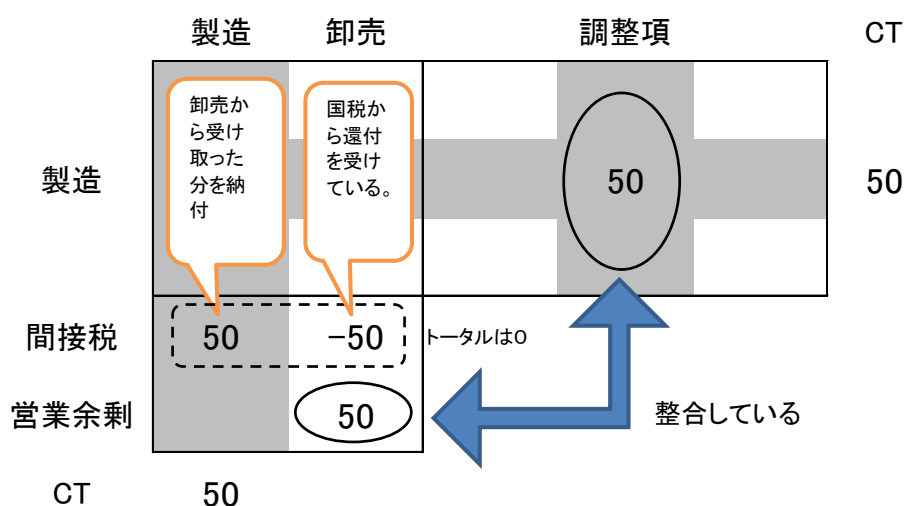 製造 卸売 調整項 CT
卸売か
ら受け
取った
分を納
付
国税か
ら還付
を受け
ている。
製造 50 50
間接税 50 −50 トータルは0
営業余剰 50 整合している
CT 50